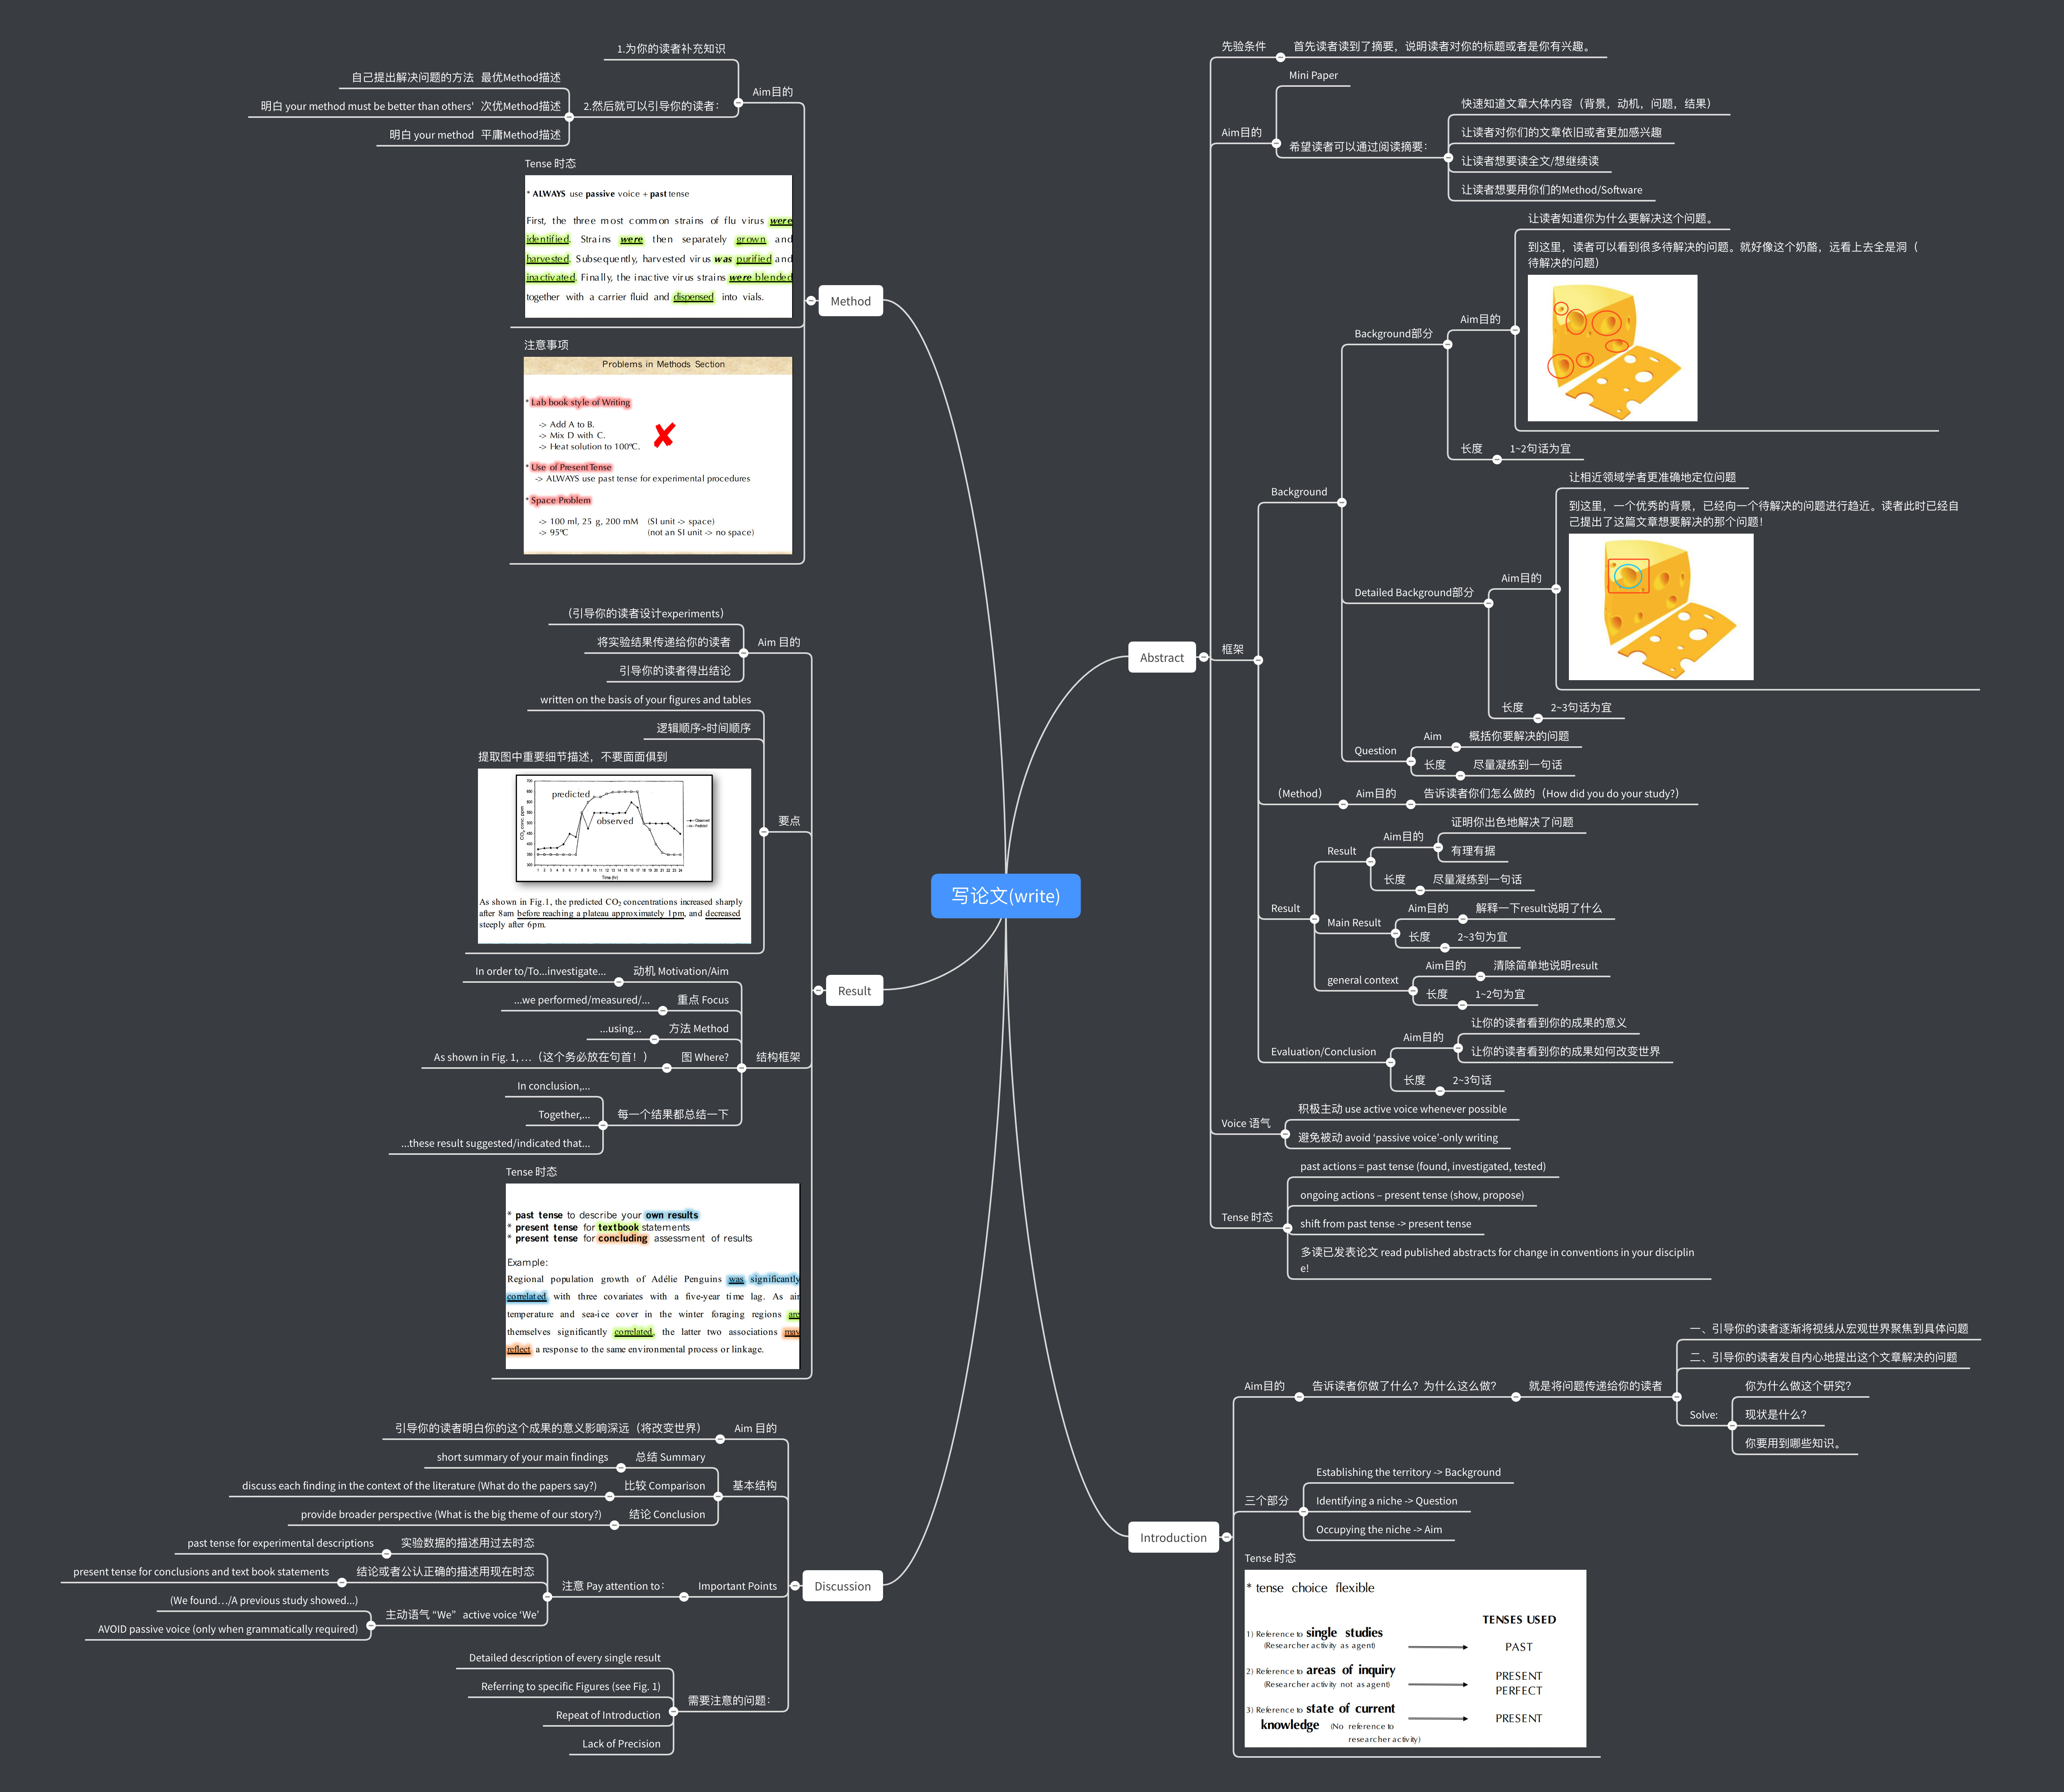 写论文(write)
Method
Aim目的
1.为你的读者补充知识
2.然后就可以引导你的读者：
自己提出解决问题的方法 最优Method描述
明白 your method must be better than others' 次优Method描述
明白 your method 平庸Method描述
Tense 时态
* ALWAYS use passive voice + past tense
First, the three most common strains of flu virus were
identified. Strains were then separately grown and
harvested. Subsequently, harvested virus was purified and
inactivated. Finally, the inactive virus strains were blended
together with a carrier fluid and dispensed into vials.
注意事项
Problems in Methods Section
* Lab book style of Writing
-> Add A to B.
-> Mix D with C.
-> Heat solution to 100ºC.
* Use of Present Tense
-> ALWAYS use past tense for experimental procedures
* Space Problem
-> 100 ml, 25 g, 200 mM (SI unit -> space)
-> 95ºC (not an SI unit -> no space)
Result
Aim 目的
（引导你的读者设计experiments）
将实验结果传递给你的读者
引导你的读者得出结论
要点
written on the basis of your figures and tables
逻辑顺序>时间顺序
提取图中重要细节描述，不要面面俱到
predicted
observed
CO2 conc. ppm
700
650
600
550
500
450
400
350
300
1 2 3 4 5 6 7 8 9 10 11 12 13 14 15 16 17 18 19 20 21 22 23 24
Time (hr)
Observed
Predicted
As shown in Fig.1, the predicted CO2 concentrations increased sharply
after 8am before reaching a plateau approximately 1pm, and decreased
steeply after 6pm.
结构框架
动机 Motivation/Aim
In order to/To...investigate...
重点 Focus
...we performed/measured/...
方法 Method
...using...
图 Where?
As shown in Fig. 1, …（这个务必放在句首！）
每一个结果都总结一下
In conclusion,...
Together,...
...these result suggested/indicated that...
Tense 时态
* past tense to describe your own results
* present tense for textbook statements
* present tense for concluding assessment of results
Example:
Regional population growth of Adélie Penguins was significantly
correlated with three covariates with a five-year time lag. As air
temperature and sea-ice cover in the winter foraging regions are
themselves significantly correlated, the latter two associations may
reflect a response to the same environmental process or linkage.
Discussion
Aim 目的
引导你的读者明白你的这个成果的意义影响深远（将改变世界）
基本结构
总结 Summary
short summary of your main findings
比较 Comparison
discuss each finding in the context of the literature (What do the papers say?)
结论 Conclusion
provide broader perspective (What is the big theme of our story?)
Important Points
注意 Pay attention to：
实验数据的描述用过去时态
past tense for experimental descriptions
结论或者公认正确的描述用现在时态
present tense for conclusions and text book statements
主动语气 “We” active voice ‘We’
(We found…/A previous study showed...)
AVOID passive voice (only when grammatically required)
需要注意的问题：
Detailed description of every single result
Referring to specific Figures (see Fig. 1)
Repeat of Introduction
Lack of Precision
Abstract
先验条件
首先读者读到了摘要，说明读者对你的标题或者是你有兴趣。
Aim目的
Mini Paper
希望读者可以通过阅读摘要：
快速知道文章大体内容（背景，动机，问题，结果）
让读者对你们的文章依旧或者更加感兴趣
让读者想要读全文/想继续读
让读者想要用你们的Method/Software
框架
Background
Background部分
Aim目的
让读者知道你为什么要解决这个问题。
到这里，读者可以看到很多待解决的问题。就好像这个奶酪，远看上去全是洞（
待解决的问题）
长度
1~2句话为宜
Detailed Background部分
Aim目的
让相近领域学者更准确地定位问题
到这里，一个优秀的背景，已经向一个待解决的问题进行趋近。读者此时已经自
己提出了这篇文章想要解决的那个问题！
长度
2~3句话为宜
Question
Aim
概括你要解决的问题
长度
尽量凝练到一句话
（Method）
Aim目的
告诉读者你们怎么做的（How did you do your study?）
Result
Result
Aim目的
证明你出色地解决了问题
有理有据
长度
尽量凝练到一句话
Main Result
Aim目的
解释一下result说明了什么
长度
2~3句为宜
general context
Aim目的
清除简单地说明result
长度
1~2句为宜
Evaluation/Conclusion
Aim目的
让你的读者看到你的成果的意义
让你的读者看到你的成果如何改变世界
长度
2~3句话
Voice 语气
积极主动 use active voice whenever possible
避免被动 avoid ‘passive voice’-only writing
Tense 时态
past actions = past tense (found, investigated, tested)
ongoing actions – present tense (show, propose)
shift from past tense -> present tense
多读已发表论文 read published abstracts for change in conventions in your disciplin
e!
Introduction
Aim目的
告诉读者你做了什么？为什么这么做？
就是将问题传递给你的读者
一、引导你的读者逐渐将视线从宏观世界聚焦到具体问题
二、引导你的读者发自内心地提出这个文章解决的问题
Solve:
你为什么做这个研究？
现状是什么？
你要用到哪些知识。
三个部分
Establishing the territory -> Background
Identifying a niche -> Question
Occupying the niche -> Aim
Tense 时态
* tense choice flexible
TENSES USED
1) Reference to single studies
(Researcher activity as agent)
PAST
2) Reference to areas of inquiry
(Researcher activity not as agent)
PRESENT
PERFECT
3) Reference to state of current
knowledge (No reference to
researcher activity)
PRESENT